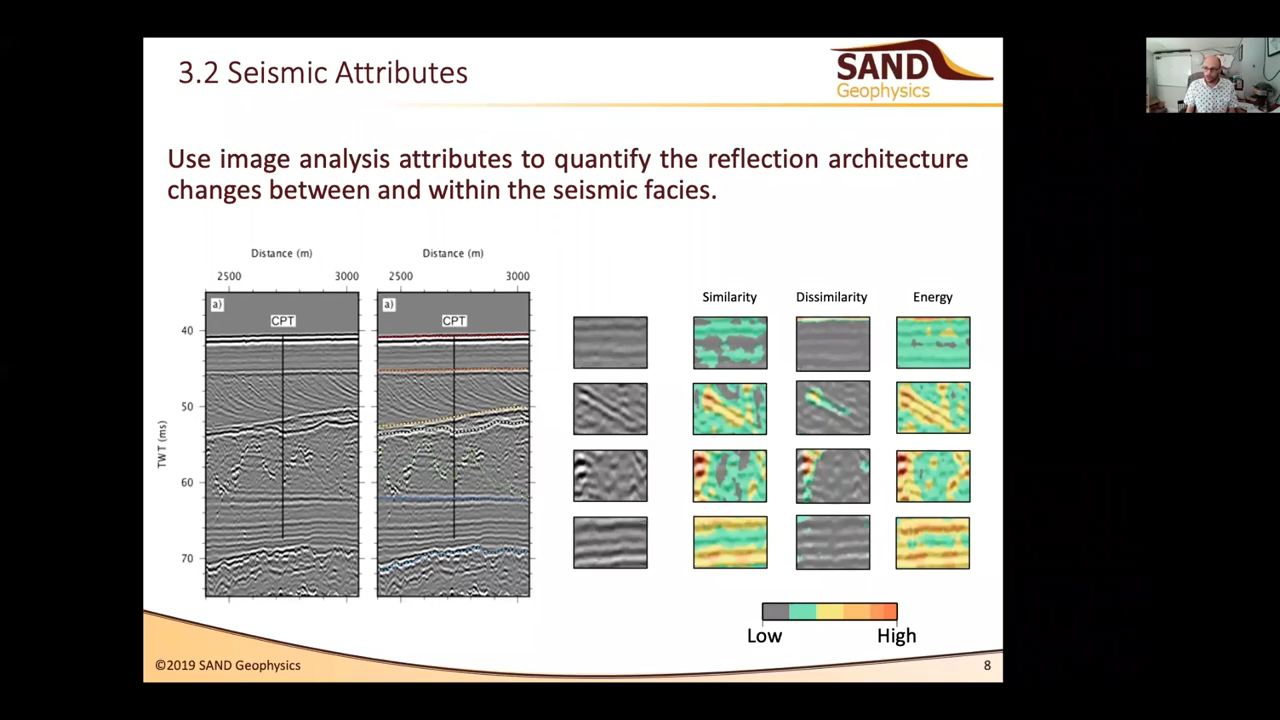 3.2 Seismic Attributes
SAND
Geophysics
Use image analysis attributes to quantify the reflection architecture
changes between and within the seismic facies.
Distance (m)
2500 3000
a)
CPT
40
50
60
70
TWT (ms)
Distance (m)
2500 3000
a)
CPT
Similarity Dissimilarity Energy
Low High
©2019 SAND Geophysics
8